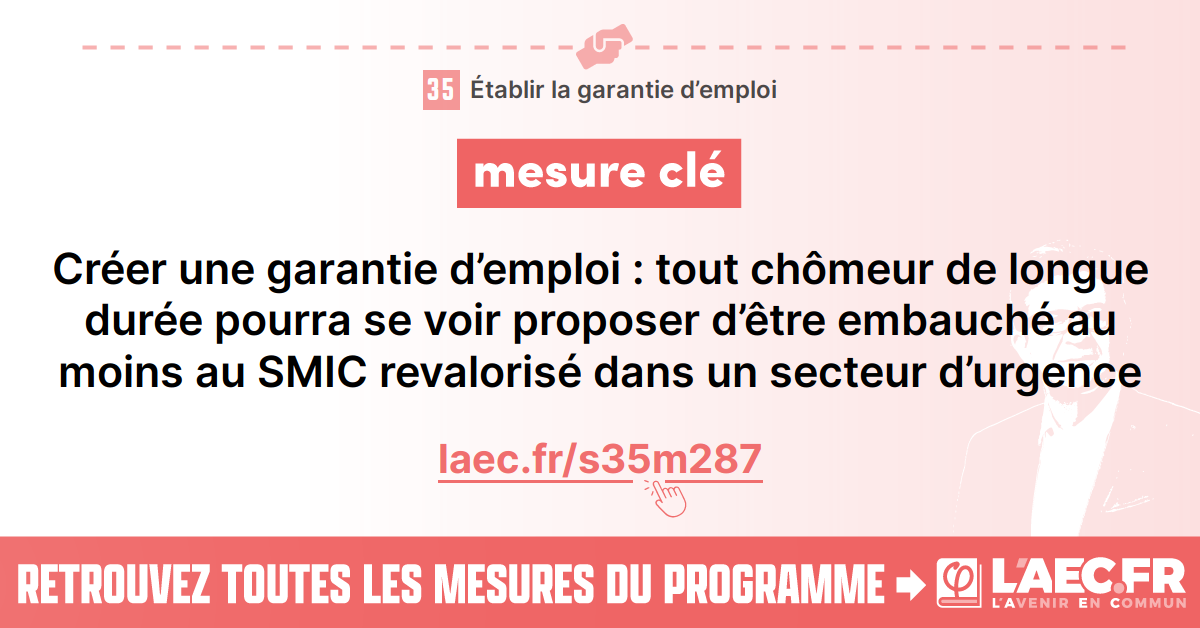 35 Établir la garantie d’emploi
mesure clé
Créer une garantie d’emploi : tout chômeur de longue
durée pourra se voir proposer d’être embauché au
moins au SMIC revalorisé dans un secteur d’urgence
laec.fr/s35m287
RETROUVEZ TOUTES LES MESURES DU PROGRAMME
L'AEC.FR
L'AVENIR EN COMMUN